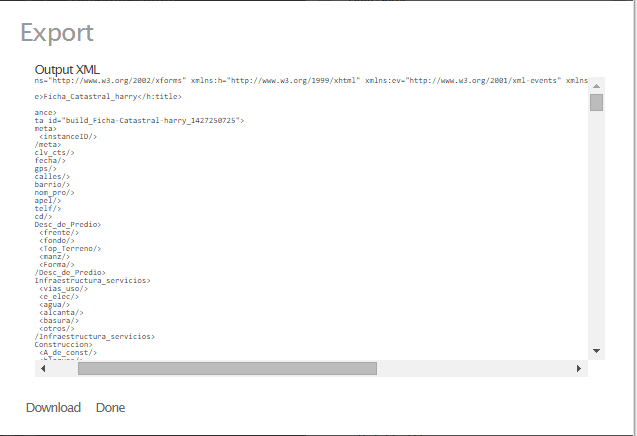 Export
Output XML
ns="http://www.w3.org/2002/xforms" xmlns:h="http://www.w3.org/1999/xhtml" xmlns:ev="http://www.w3.org/2001/xml-events" xmlns
e>Ficha_Catastral_harry</h:title>
ance>
ta id="build_Ficha-Catastral-harry_1427250725">
meta>
<instanceID/>
/meta>
clv_cts/>
fecha/>
gps/>
calles/>
barrio/>
nom_pro/>
apel/>
telf/>
cd/>
Desc_de_Predio>
<frente/>
<fondo/>
<Top_Terreno/>
<manz/>
<Forma/>
/Desc_de_Predio>
Infraestructura_servicios>
<vias_uso/>
<e_elec/>
<agua/>
<alcanta/>
<basura/>
<otros/>
/Infraestructura_servicios>
Construccion>
<A_de_const/>
Download Done